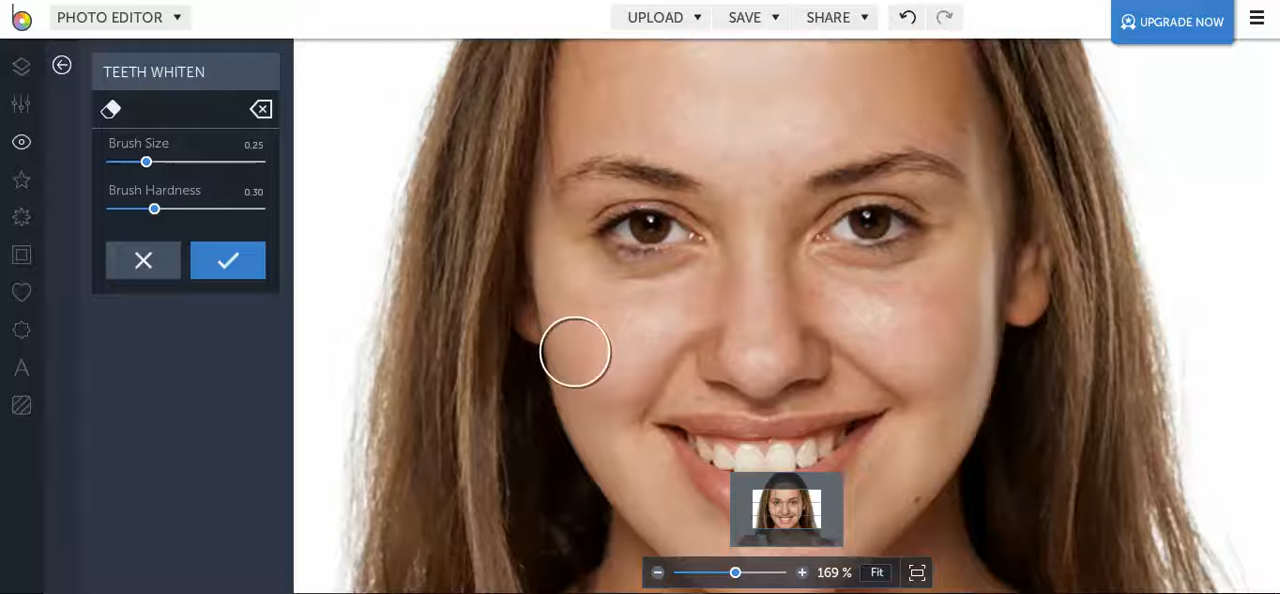 PHOTO EDITOR
UPLOAD
SAVE
SHARE
UPGRADE NOW
TEETH WHITEN
Brush Size 0.25
Brush Hardness 0.30
A
169 %
Fit